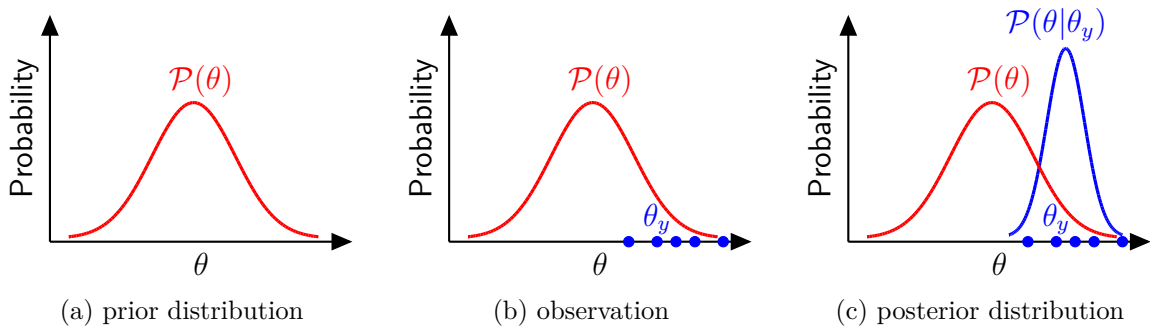 Probability
𝒫(θ)
θ
(a) prior distribution
Probability
𝒫(θ)
θ_y
θ
(b) observation
Probability
𝒫(θ|θ_y)
𝒫(θ)
θ_y
θ
(c) posterior distribution